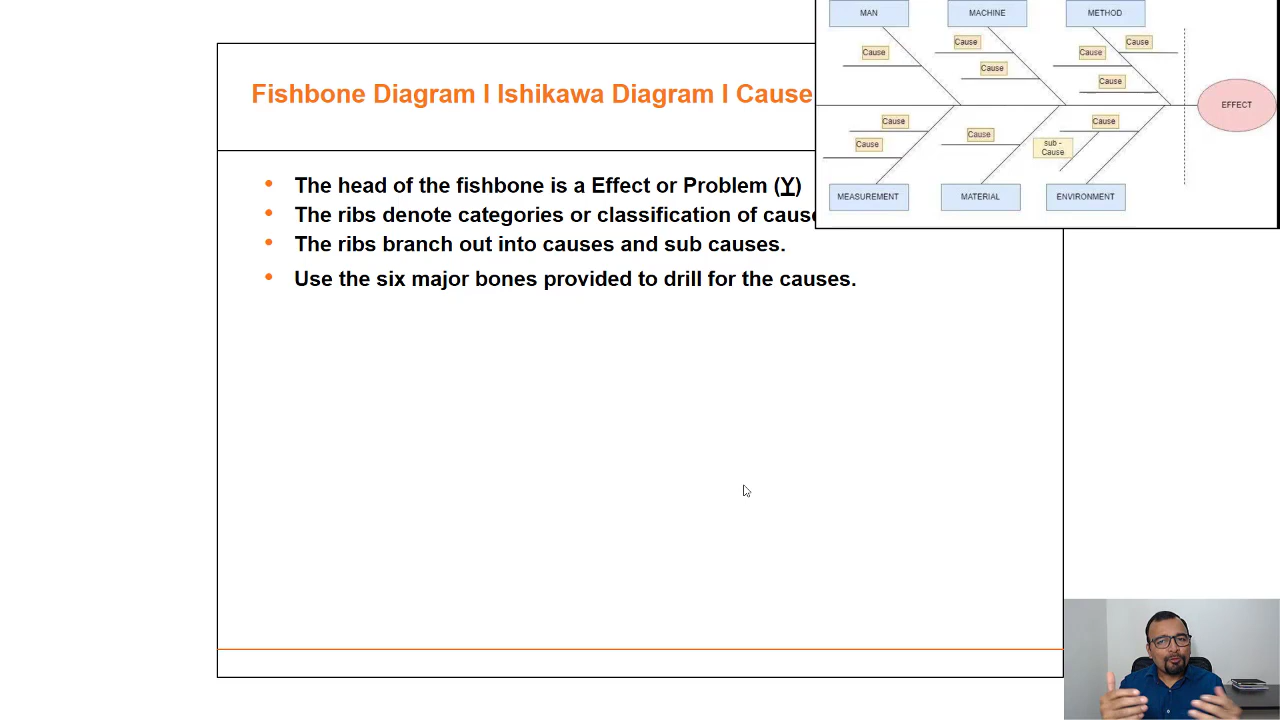 Fishbone Diagram I Ishikawa Diagram I Cause
The head of the fishbone is a Effect or Problem (Y)
The ribs denote categories or classification of
The ribs branch out into causes and sub causes.
Use the six major bones provided to drill for the causes.
MAN
MACHINE
METHOD
Cause
Cause
Cause
Cause
Cause
Cause
EFFECT
Cause
Cause
Cause
Cause
sub -
Cause
MEASUREMENT
MATERIAL
ENVIRONMENT